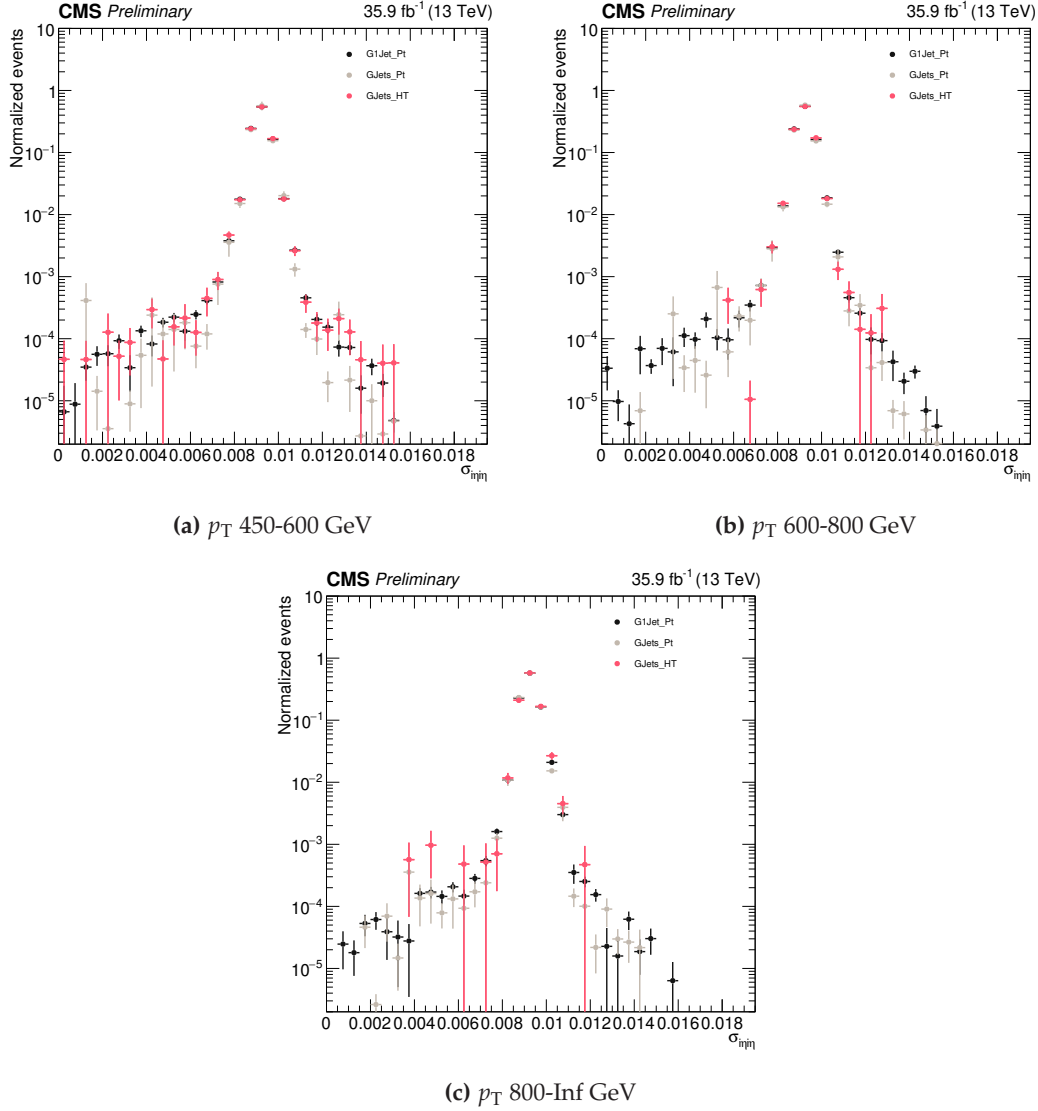 CMS Preliminary 35.9 fb⁻¹ (13 TeV)
Normalized events
10
1
10⁻¹
10⁻²
10⁻³
10⁻⁴
10⁻⁵
G1Jet_Pt
GJets_Pt
GJets_HT
0 0.002 0.004 0.006 0.008 0.01 0.012 0.014 0.016 0.018
σiηiη
(a) pT 450-600 GeV
CMS Preliminary 35.9 fb⁻¹ (13 TeV)
Normalized events
10
1
10⁻¹
10⁻²
10⁻³
10⁻⁴
10⁻⁵
G1Jet_Pt
GJets_Pt
GJets_HT
0 0.002 0.004 0.006 0.008 0.01 0.012 0.014 0.016 0.018
σiηiη
(b) pT 600-800 GeV
CMS Preliminary 35.9 fb⁻¹ (13 TeV)
Normalized events
10
1
10⁻¹
10⁻²
10⁻³
10⁻⁴
10⁻⁵
G1Jet_Pt
GJets_Pt
GJets_HT
0 0.002 0.004 0.006 0.008 0.01 0.012 0.014 0.016 0.018
σiηiη
(c) pT 800-Inf GeV